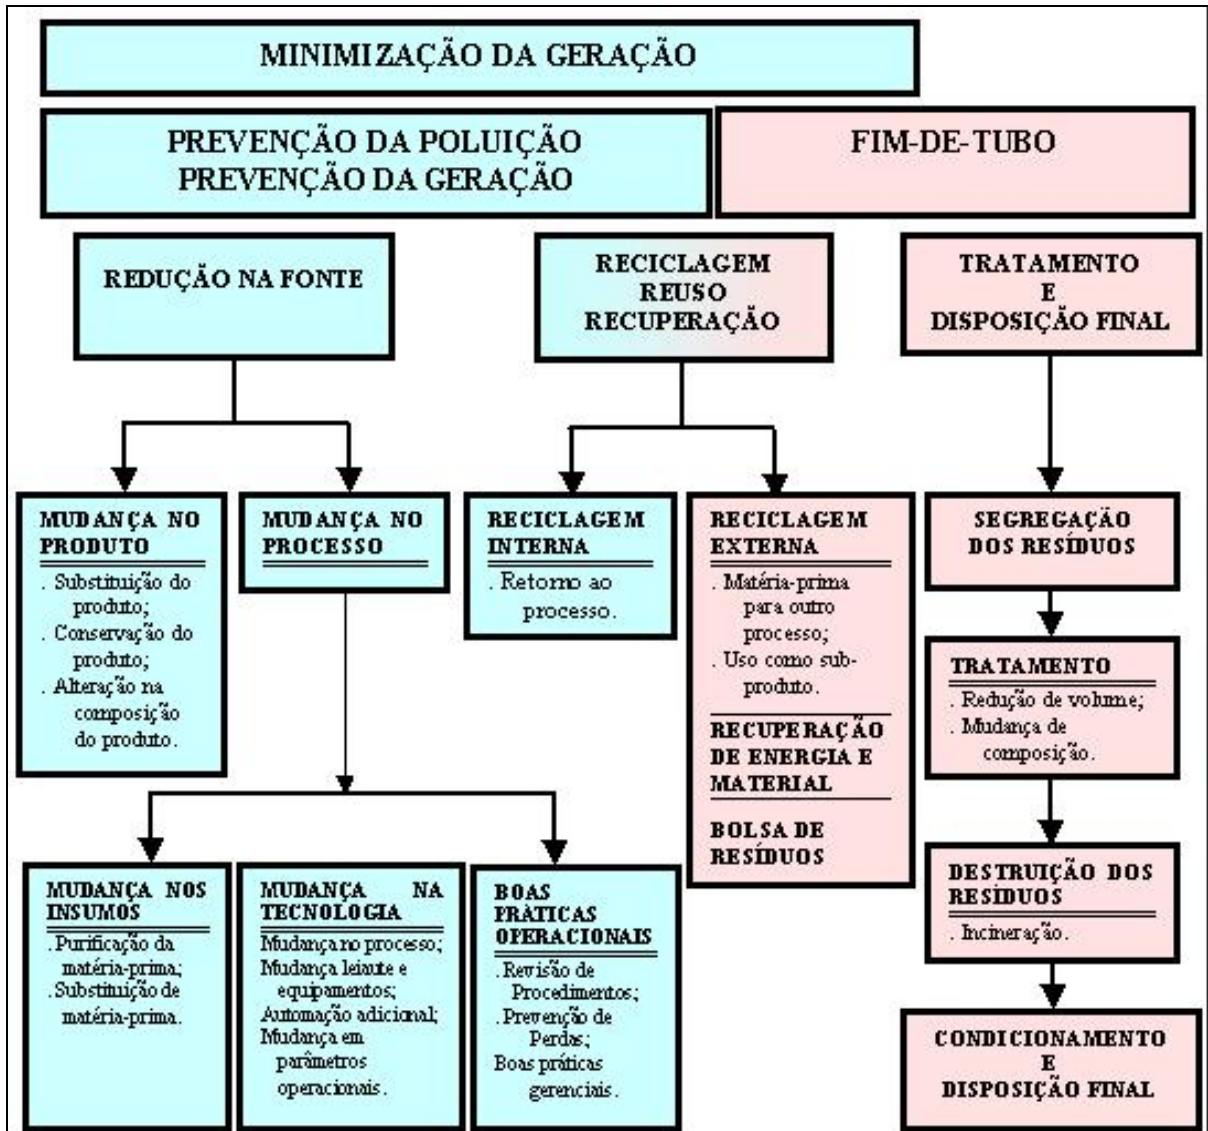 MINIMIZAÇÃO DA GERAÇÃO
PREVENÇÃO DA POLUIÇÃO
PREVENÇÃO DA GERAÇÃO
FIM-DE-TUBO
REDUÇÃO NA FONTE
RECICLAGEM
REUSO
RECUPERAÇÃO
TRATAMENTO
E
DISPOSIÇÃO FINAL
MUDANÇA NO
PRODUTO
. Substituição do
produto;
. Conservação do
produto;
. Alteração na
composição
do produto.
MUDANÇA NO
PROCESSO
RECICLAGEM
INTERNA
. Retorno ao
processo.
RECICLAGEM
EXTERNA
. Matéria-prima
para outro
processo;
. Uso como sub-
produto.
RECUPERAÇÃO
DE ENERGIA E
MATERIAL
BOLSA DE
RESÍDUOS
SEGREGAÇÃO
DOS RESÍDUOS
TRATAMENTO
. Redução de volume;
. Mudança de
composição.
DESTRUIÇÃO DOS
RESÍDUOS
. Incineração.
CONDICIONAMENTO
E
DISPOSIÇÃO FINAL
MUDANÇA NOS
INSUMOS
. Purificação da
matéria-prima;
. Substituição de
matéria-prima.
MUDANÇA NA
TECNOLOGIA
Mudança no processo;
Mudança leiaute e
equipamentos;
Automação adicional;
Mudança em
parâmetros
operacionais.
BOAS
PRÀTICAS
OPERACIONAIS
. Revisão de
Procedimentos;
. Prevenção de
Perdas;
Boas práticas
gerenciais.